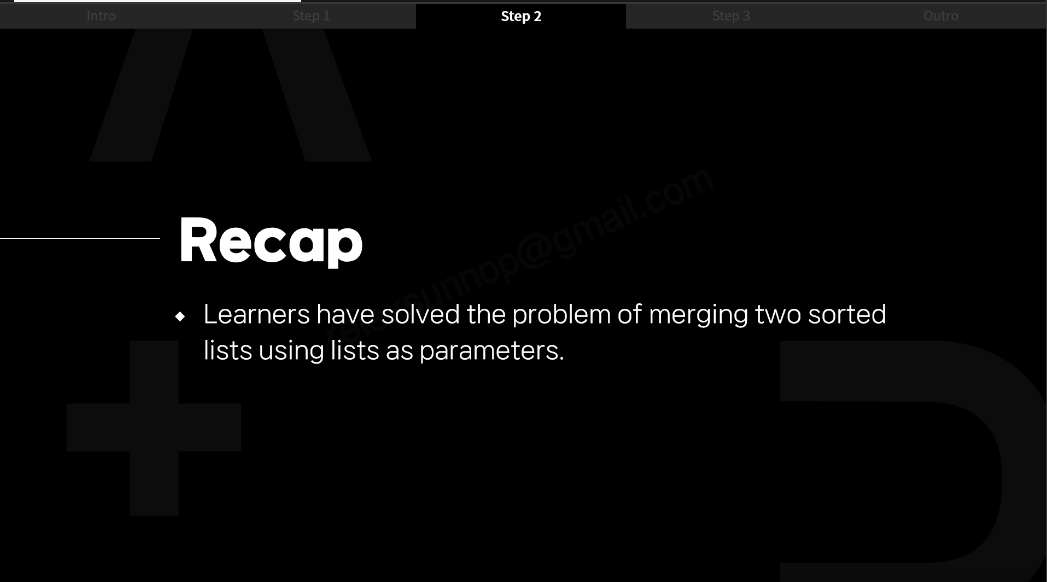 Intro
Step 1
Step 2
Step 3
Outro
Recap
Learners have solved the problem of merging two sorted
lists using lists as parameters.